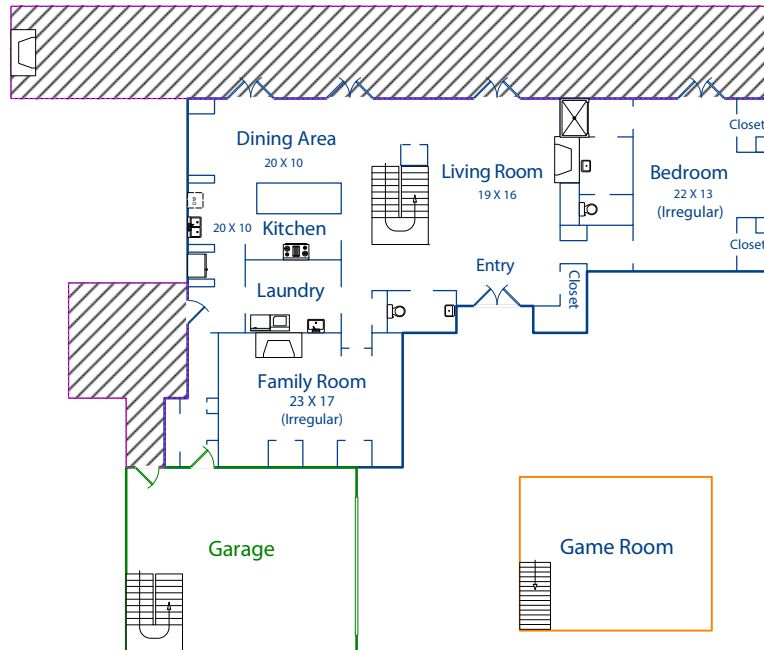 Closet
Dining Area
20 X 10
Living Room
19 X 16
Bedroom
22 X 13
(Irregular)
DW
20 X 10
Kitchen
Closet
Entry
Closet
Laundry
Family Room
23 X 17
(Irregular)
Garage
Game Room